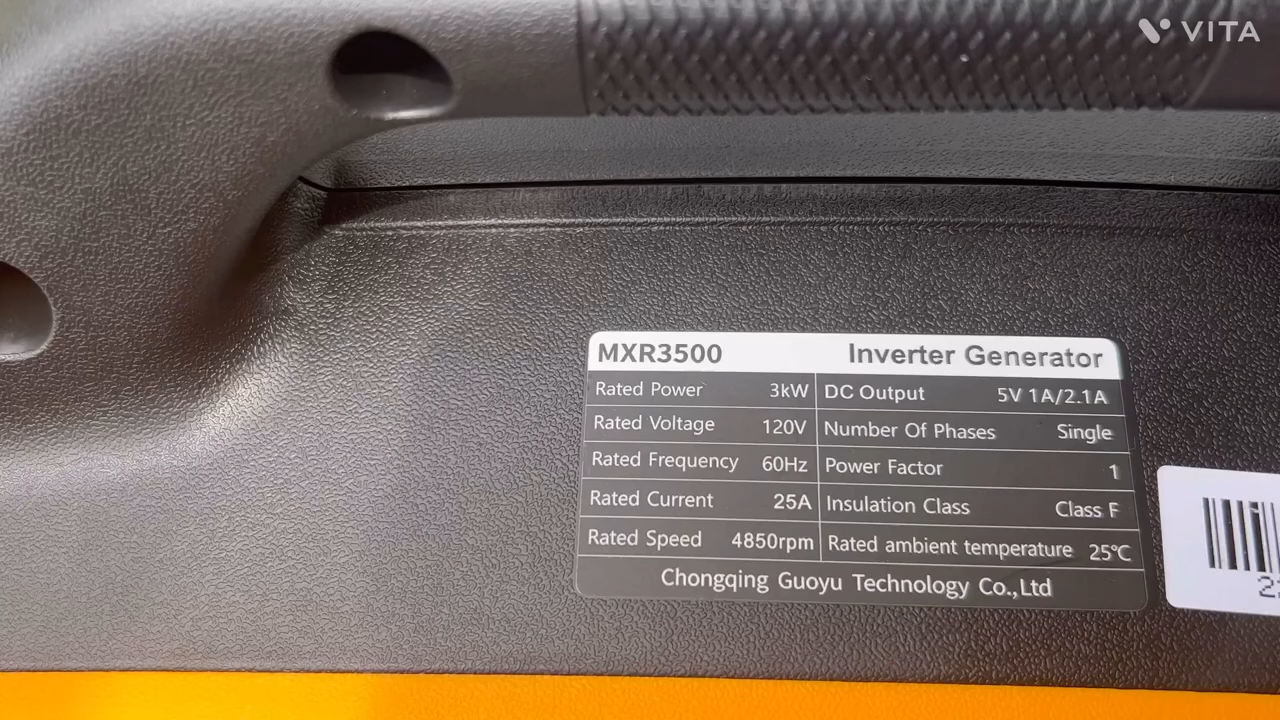 VITA
MXR3500 Inverter Generator
Rated Power 3kW DC Output 5V 1A/2.1A
Rated Voltage 120V Number Of Phases Single
Rated Frequency 60Hz Power Factor 1
Rated Current 25A Insulation Class Class F
Rated Speed 4850rpm Rated ambient temperature 25℃
Chongqing Guoyu Technology Co.,Ltd